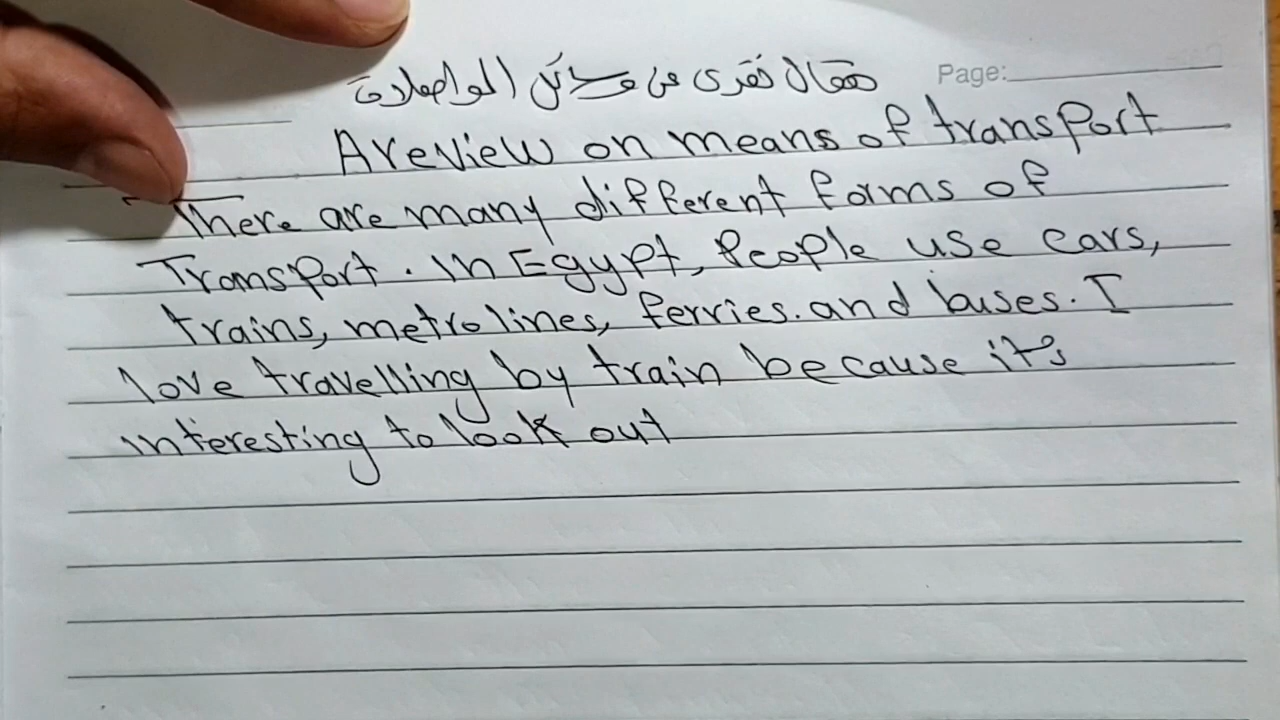 مقال نقدى عن وسائل المواصلات
Page:
A review on means of transport
There are many different forms of
Transport. In Egypt, People use cars,
trains, metro lines, ferries. and buses. I
love travelling by train because it's
interesting to look out